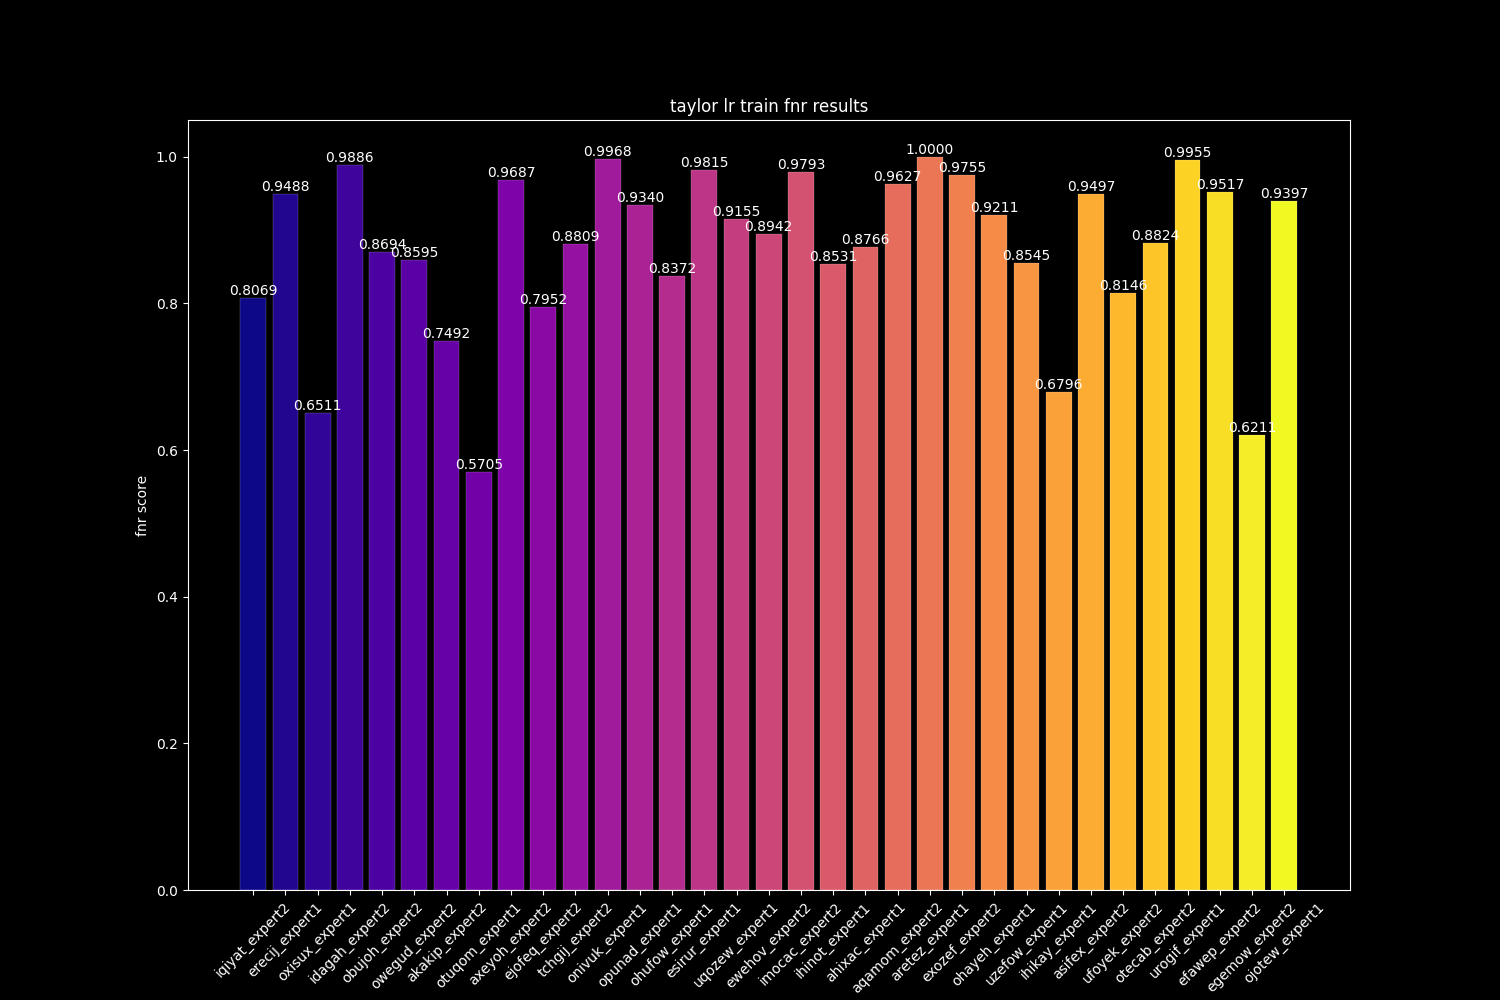 taylor lr train fnr results
fnr score
1.0
0.8
0.6
0.4
0.2
0.0
0.8069
0.9488
0.6511
0.9886
0.8694
0.8595
0.7492
0.5705
0.9687
0.7952
0.8809
0.9968
0.9340
0.8372
0.9815
0.9155
0.8942
0.9793
0.8531
0.8766
0.9627
1.0000
0.9755
0.9211
0.8545
0.6796
0.9497
0.8146
0.8824
0.9955
0.9517
0.6211
0.9397
iqiyat_expert2
erecij_expert1
oxisux_expert1
idagah_expert2
obujoh_expert2
owegud_expert2
akakip_expert2
otuqom_expert1
axeyoh_expert2
ejofeq_expert2
tchgjj_expert2
onivuk_expert1
opunad_expert1
ohufow_expert1
esirur_expert1
uqozew_expert1
ewehov_expert2
imocac_expert2
ihinot_expert1
ahixac_expert1
aqamom_expert2
aretez_expert1
exozef_expert2
ohayeh_expert1
uzefow_expert1
ihikay_expert1
asifex_expert2
ufoyek_expert2
otecab_expert2
urogif_expert1
efawep_expert2
egemow_expert2
ojotew_expert1